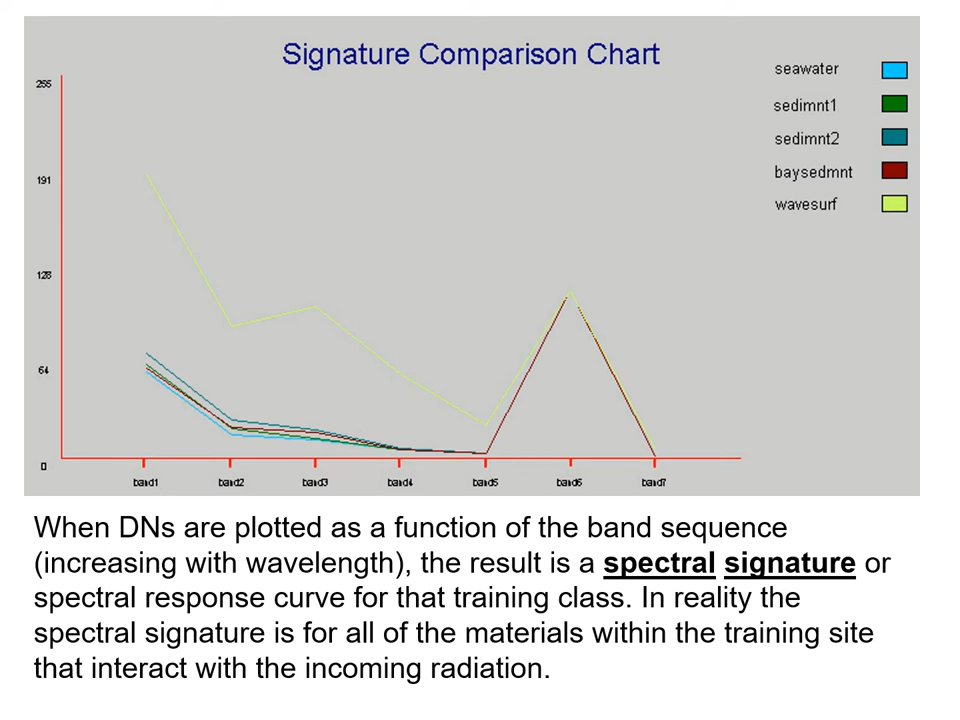 Signature Comparison Chart
seawater
sedimnt1
sedimnt2
baysedmnt
wavesurf
255
191
128
64
0
band1 band2 band3 band4 band5 band6 band7
When DNs are plotted as a function of the band sequence
(increasing with wavelength), the result is a spectral signature or
spectral response curve for that training class. In reality the
spectral signature is for all of the materials within the training site
that interact with the incoming radiation.